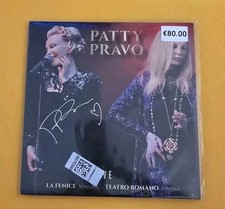 PATTY
€80.00
PRAVO
LA FENICE VENEZIA TEATRO ROMANO VERONA